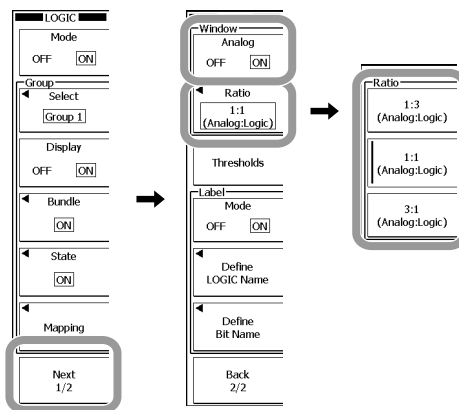 LOGIC
Mode
OFF ON
Group
Select
Group 1
Display
OFF ON
Bundle
ON
State
ON
Mapping
Next
1/2
Window
Analog
OFF ON
Ratio
1:1
(Analog:Logic)
Thresholds
Label
Mode
OFF ON
Define
LOGIC Name
Define
Bit Name
Back
2/2
Ratio
1:3
(Analog:Logic)
1:1
(Analog:Logic)
3:1
(Analog:Logic)